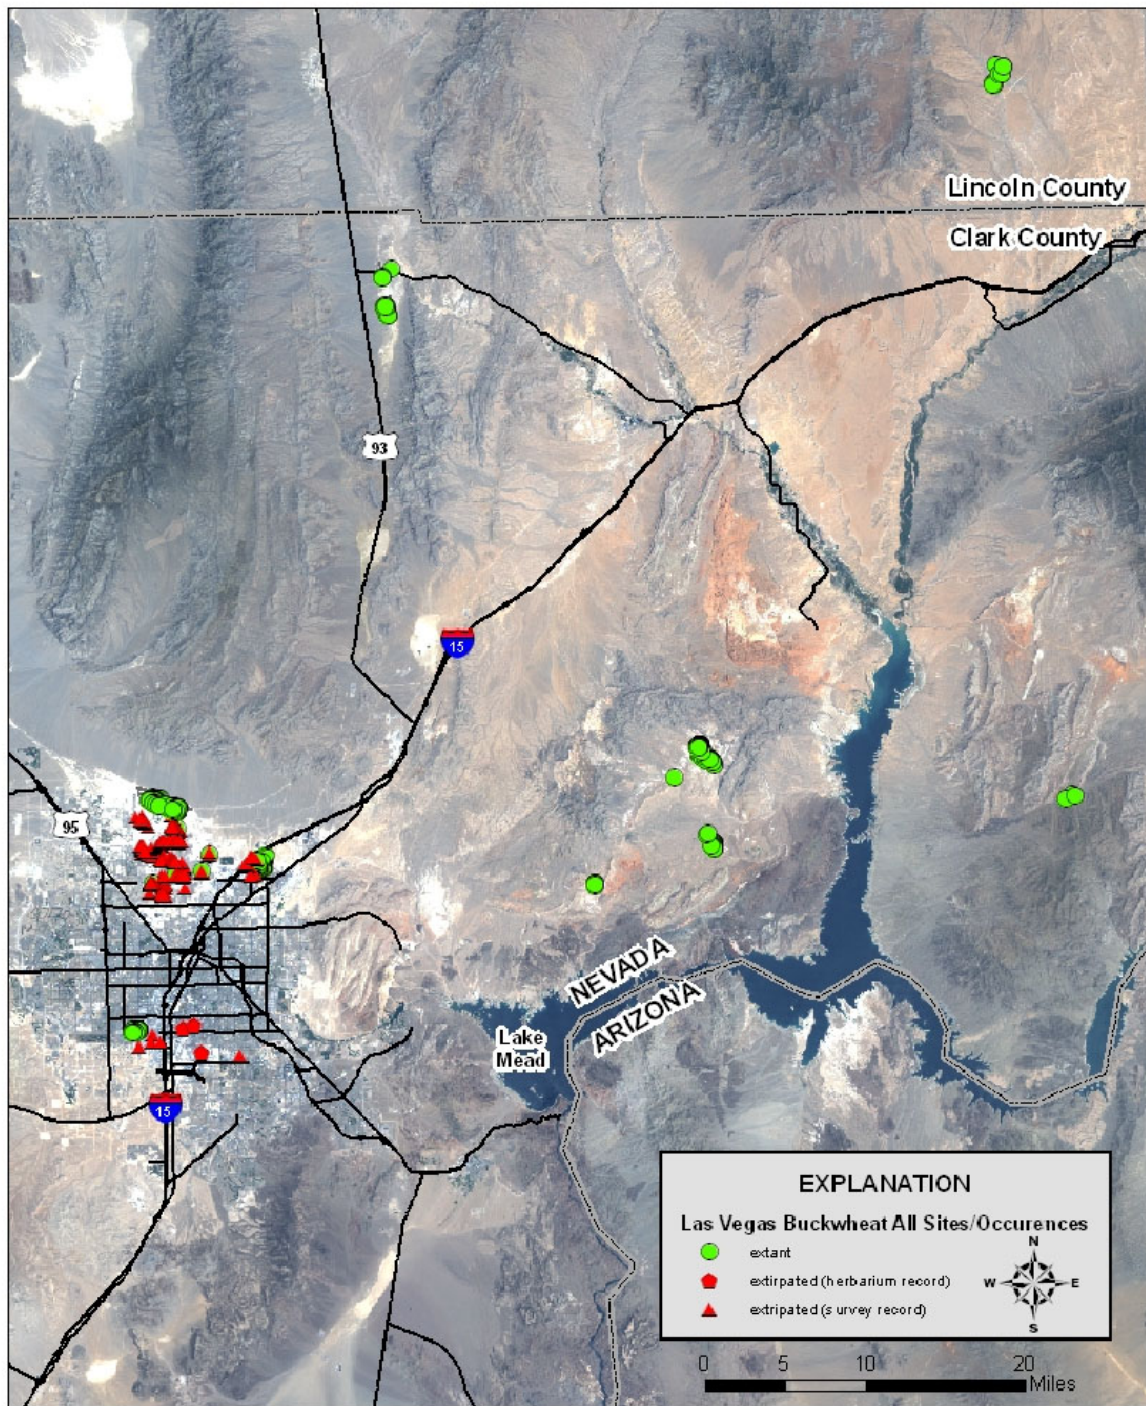 Lincoln County
Clark County
93
15
95
NEVADA
ARIZONA
Lake
Mead
15
EXPLANATION
Las Vegas Buckwheat All Sites/Occurences
extant
extirpated (herbarium record)
extripated (survey record)
N
W E
S
0 5 10 20
Miles